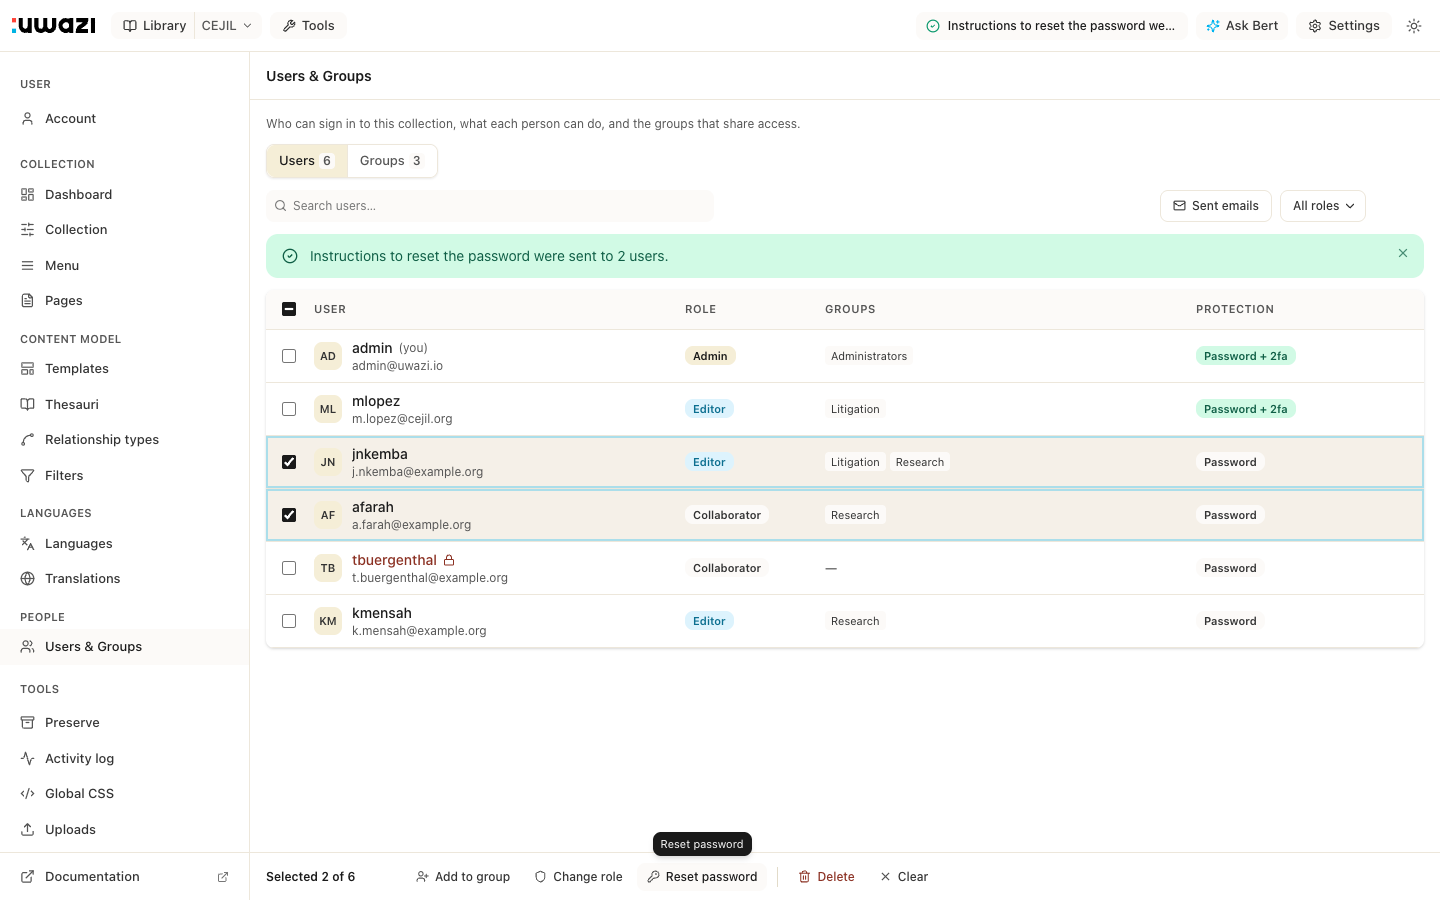 uwazi
Library
CEJIL
Tools
Instructions to reset the password we...
Ask Bert
Settings
USER
Account
COLLECTION
Dashboard
Collection
Menu
Pages
CONTENT MODEL
Templates
Thesauri
Relationship types
Filters
LANGUAGES
Languages
Translations
PEOPLE
Users & Groups
TOOLS
Preserve
Activity log
Global CSS
Uploads
Documentation
Users & Groups
Who can sign in to this collection, what each person can do, and the groups that share access.
Users 6
Groups 3
Search users...
Sent emails
All roles
Instructions to reset the password were sent to 2 users.
USER ROLE GROUPS PROTECTION
AD admin (you) Admin Administrators Password + 2fa
admin@uwazi.io
ML mlopez Editor Litigation Password + 2fa
m.lopez@cejil.org
JN jnkemba Editor Litigation Research Password
j.nkemba@example.org
AF afarah Collaborator Research Password
a.farah@example.org
TB tbuergenthal Collaborator — Password
t.buergenthal@example.org
KM kmensah Editor Research Password
k.mensah@example.org
Reset password
Selected 2 of 6
Add to group
Change role
Reset password
Delete
Clear